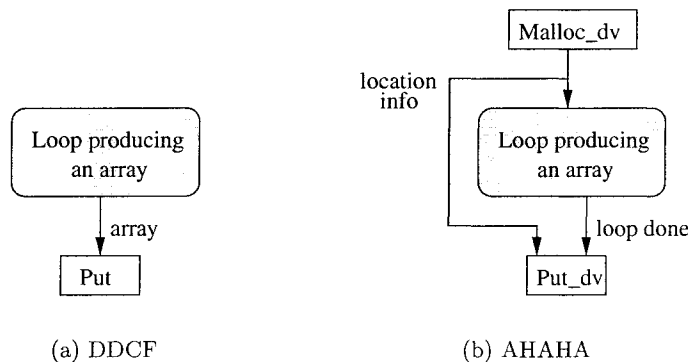 Malloc_dv
location
info
Loop producing
an array
Loop producing
an array
array
loop done
Put
Put_dv
(a) DDCF
(b) AHAHA